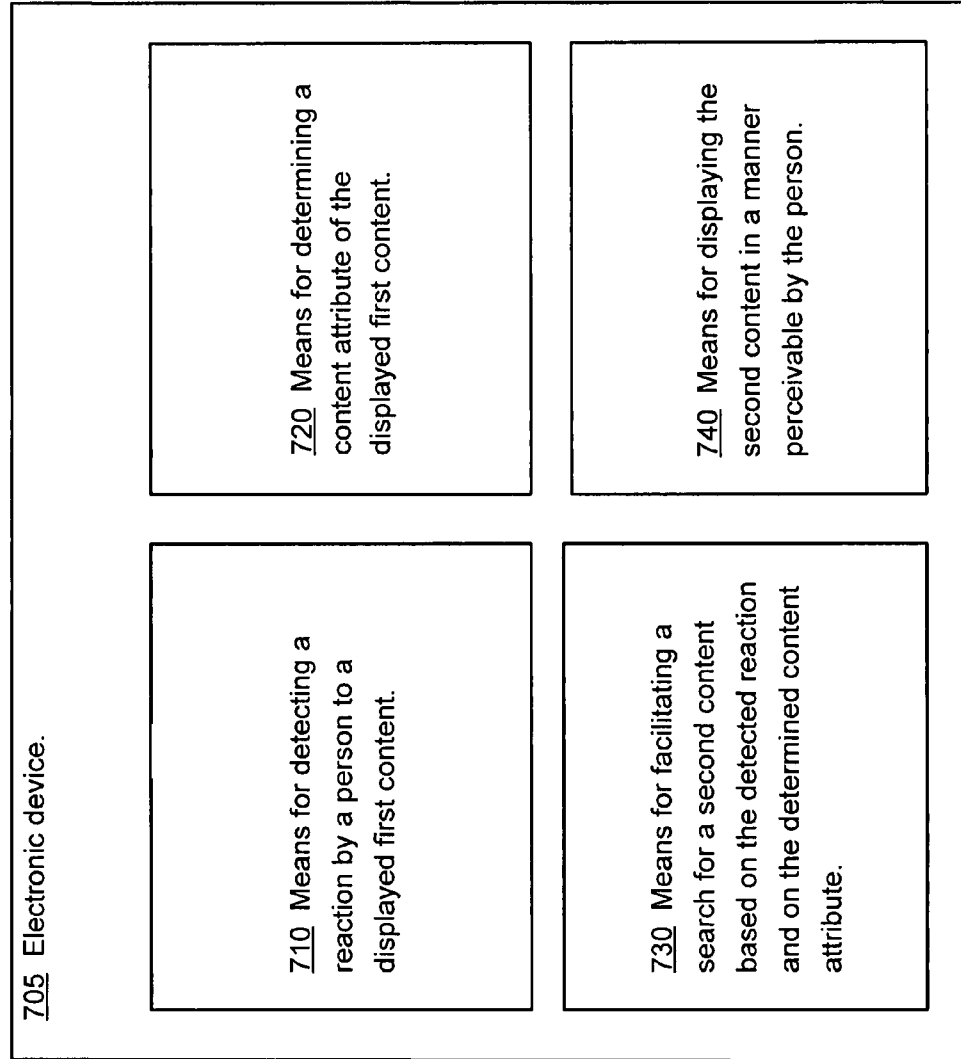 705 Electronic device.
710 Means for detecting a
reaction by a person to a
displayed first content.
720 Means for determining a
content attribute of the
displayed first content.
730 Means for facilitating a
search for a second content
based on the detected reaction
and on the determined content
attribute.
740 Means for displaying the
second content in a manner
perceivable by the person.